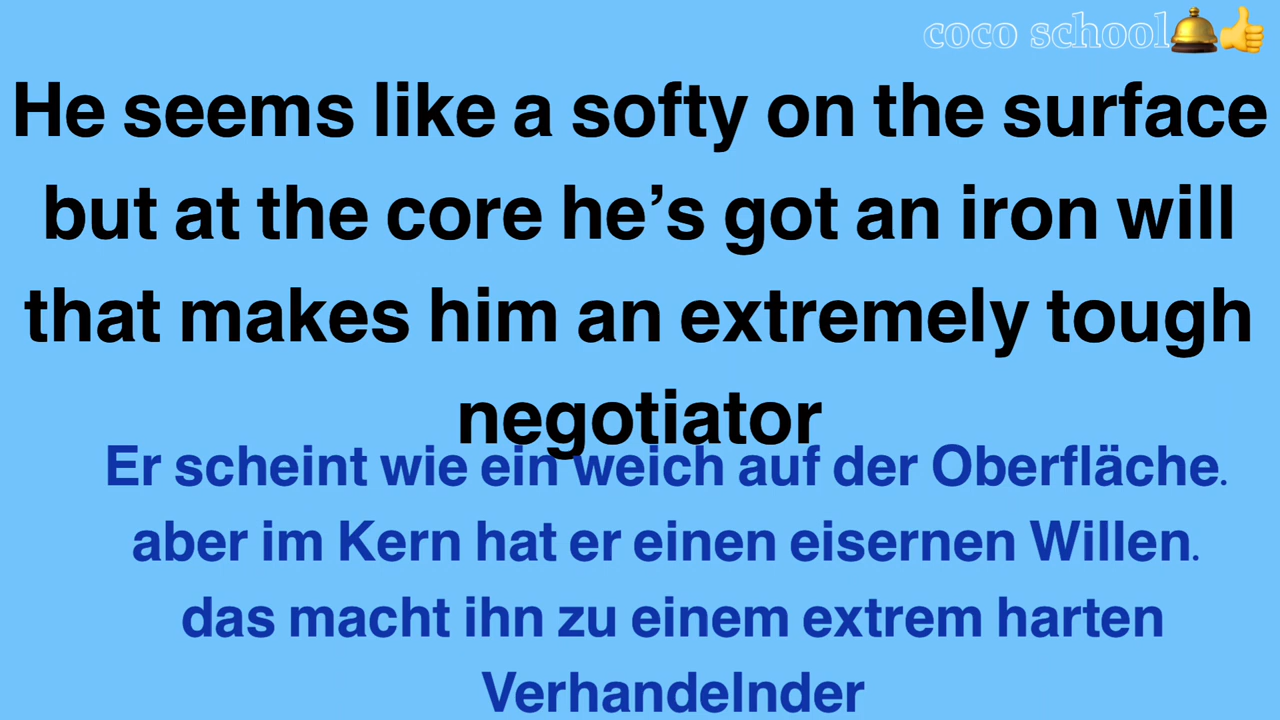 coco school
He seems like a softy on the surface
but at the core he’s got an iron will
that makes him an extremely tough
negotiator
Er scheint wie ein weich auf der Oberfläche.
aber im Kern hat er einen eisernen Willen.
das macht ihn zu einem extrem harten
Verhandelnder